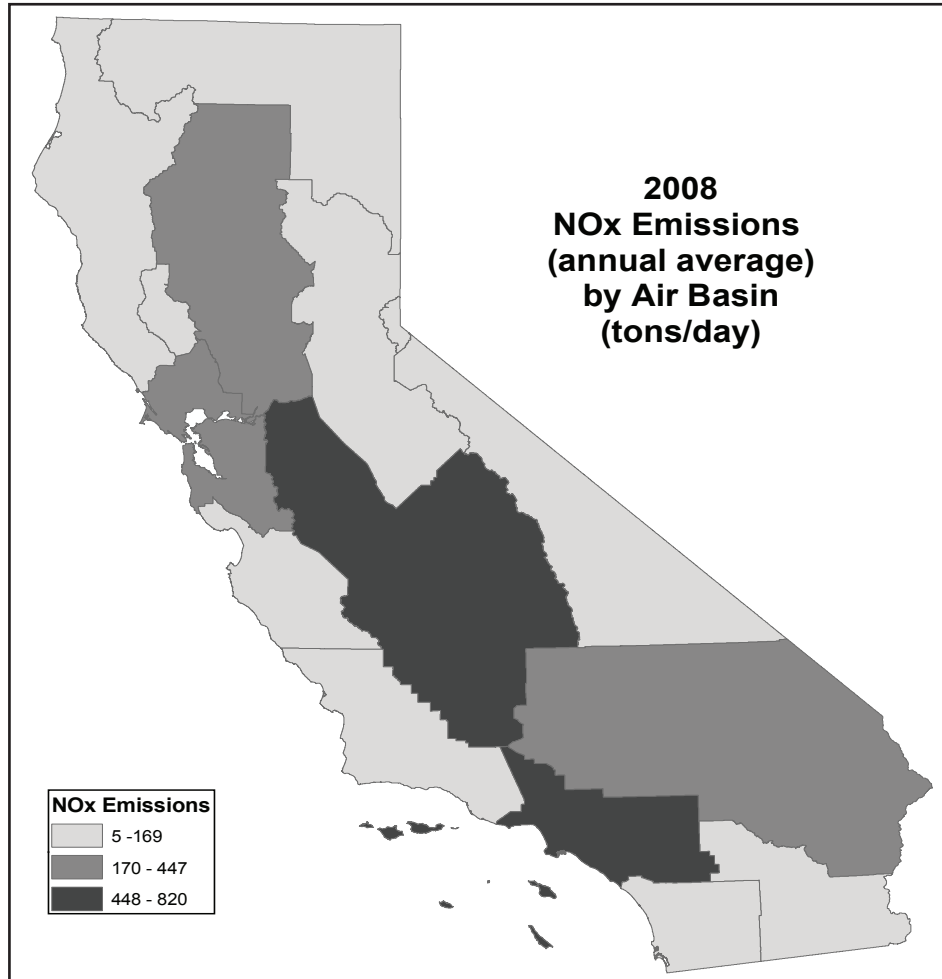 2008
NOx Emissions
(annual average)
by Air Basin
(tons/day)
NOx Emissions
5 -169
170 - 447
448 - 820